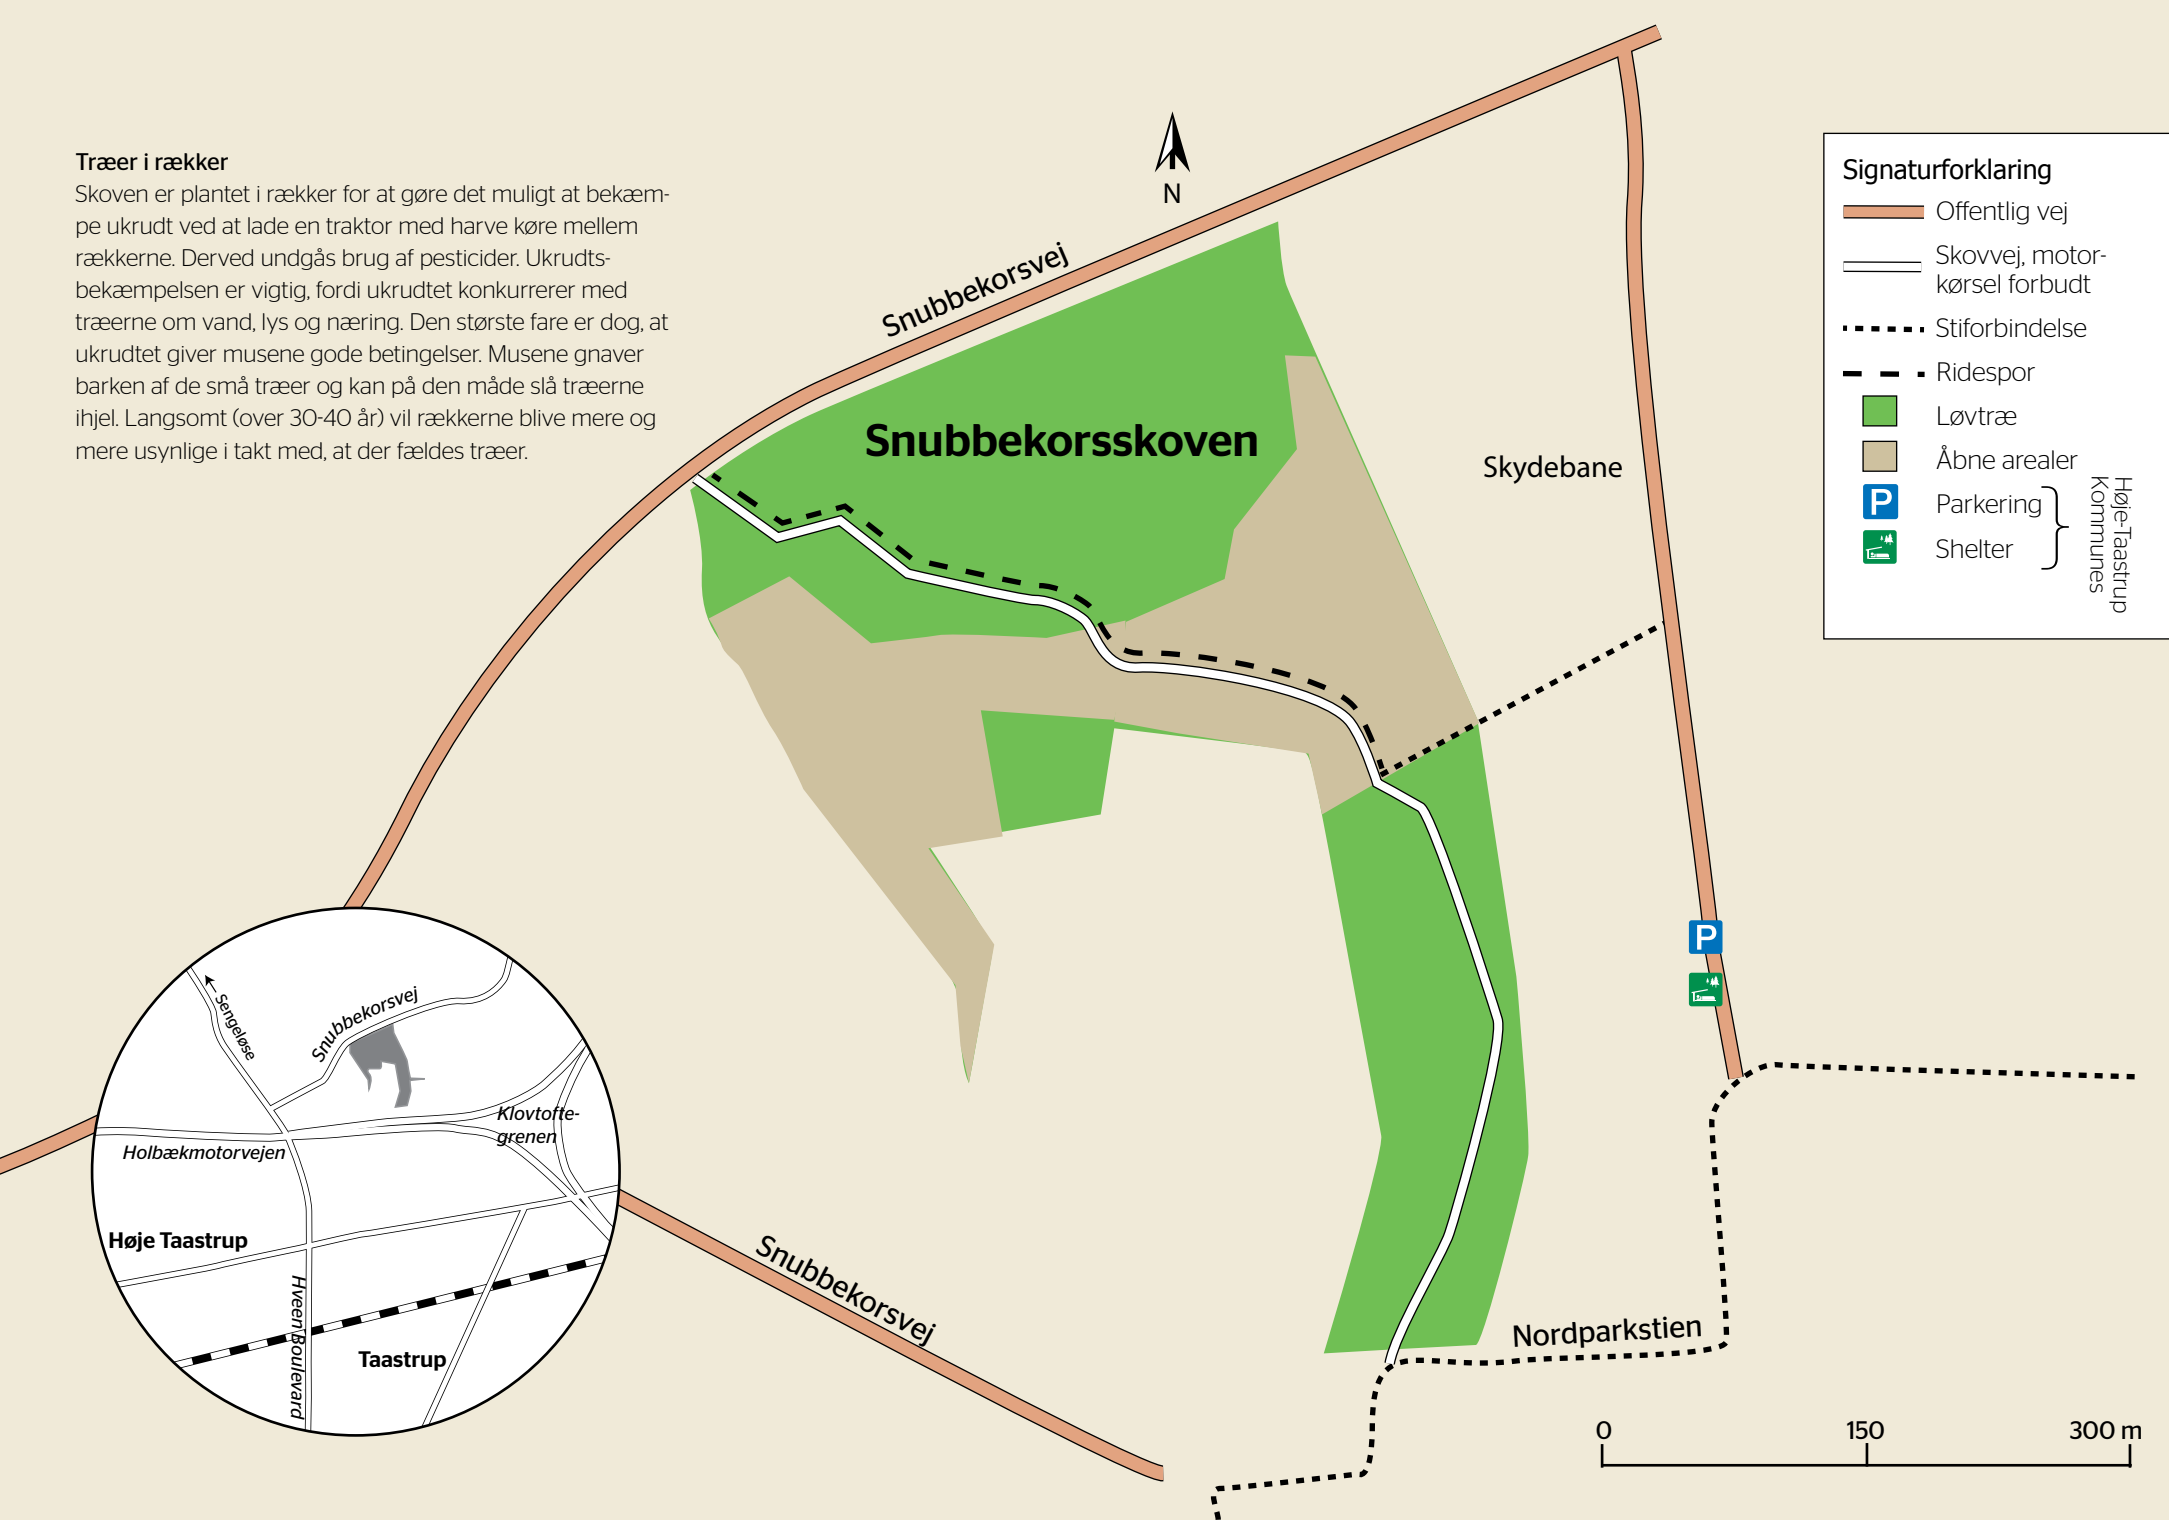 Træer i rækker
Skoven er plantet i rækker for at gøre det muligt at bekæm-
pe ukrudt ved at lade en traktor med harve køre mellem
rækkerne. Derved undgås brug af pesticider. Ukrudts-
bekæmpelsen er vigtig, fordi ukrudtet konkurrerer med
træerne om vand, lys og næring. Den største fare er dog, at
ukrudtet giver musene gode betingelser. Musene gnaver
barken af de små træer og kan på den måde slå træerne
ihjel. Langsomt (over 30-40 år) vil rækkerne blive mere og
mere usynlige i takt med, at der fældes træer.
N
Snubbekorsvej
Snubbekorsskoven
Skydebane
Signaturforklaring
Offentlig vej
Skovvej, motor-
kørsel forbudt
Stiforbindelse
Ridespor
Løvtræ
Åbne arealer
P Parkering
Shelter
Høje-Taastrup
Kommunes
P
Sengeløse
Snubbekorsvej
Klovtofte-
grenen
Holbækmotorvejen
Høje Taastrup
Hveen Boulevard
Taastrup
Snubbekorsvej
Nordparkstien
0 150 300 m